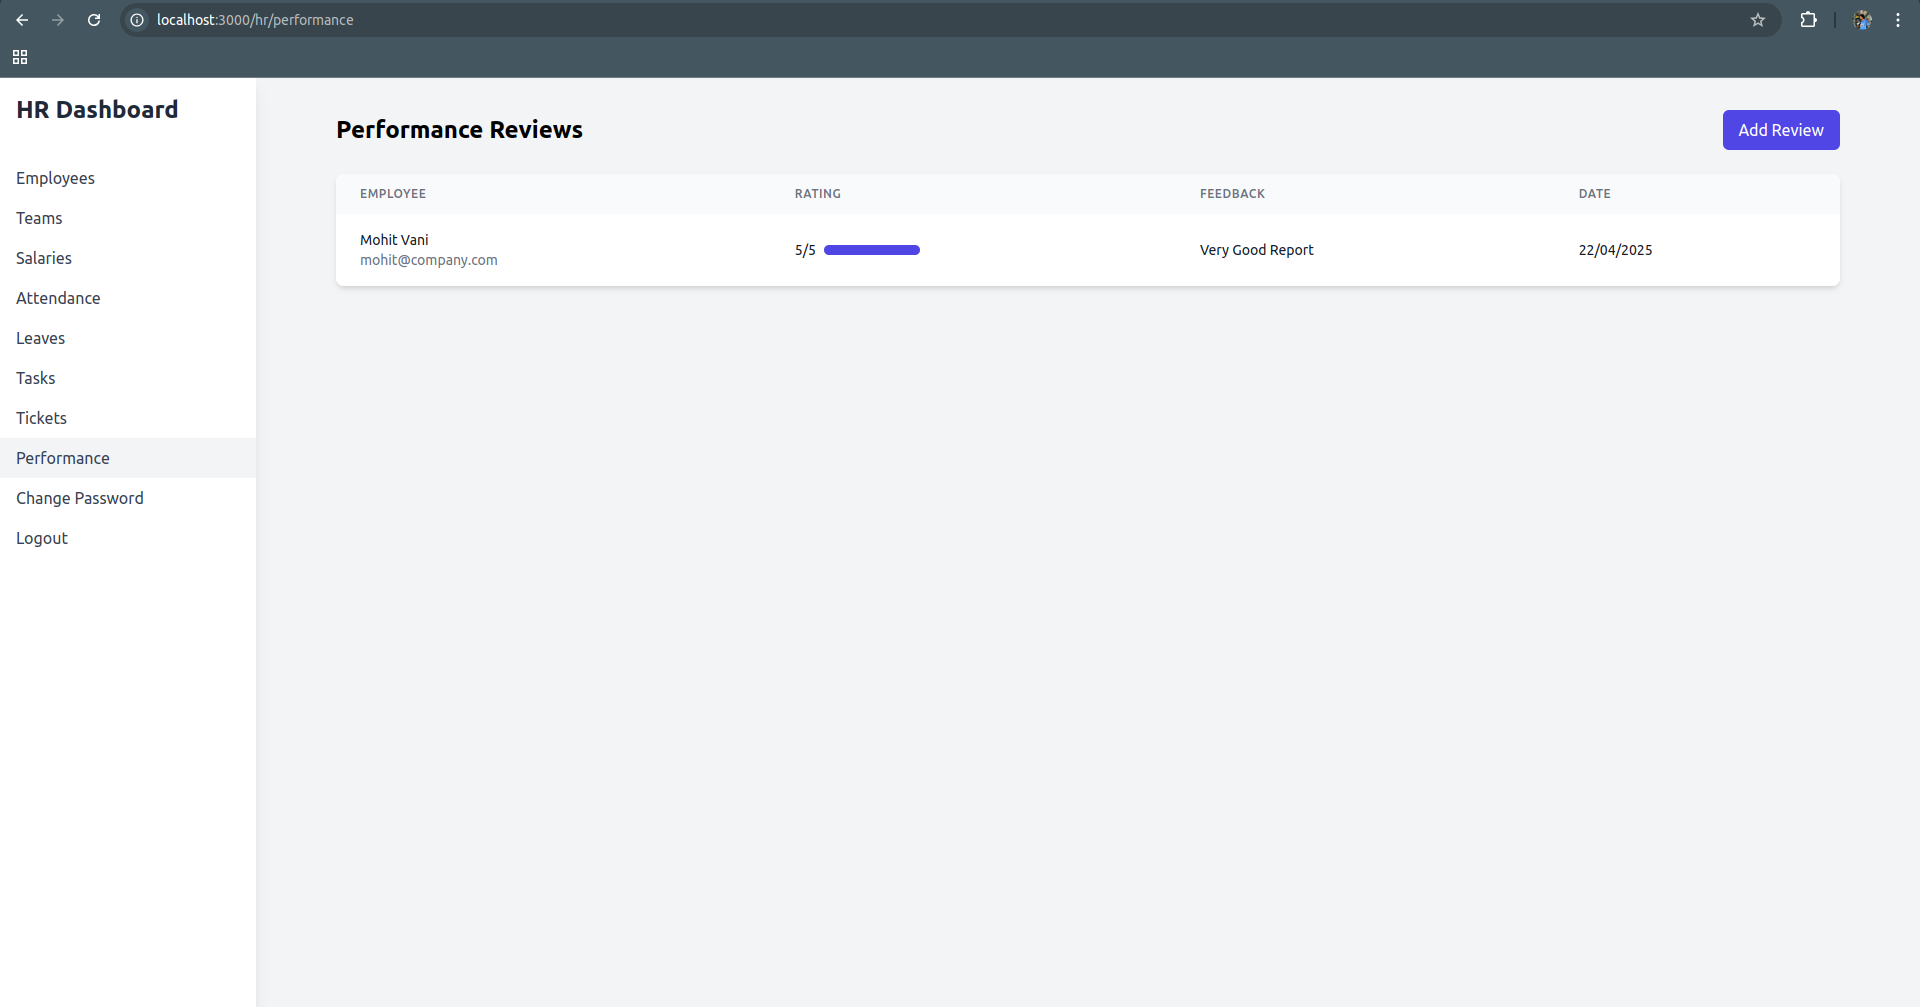 localhost:3000/hr/performance
HR Dashboard
Employees
Teams
Salaries
Attendance
Leaves
Tasks
Tickets
Performance
Change Password
Logout
Performance Reviews
Add Review
EMPLOYEE RATING FEEDBACK DATE
Mohit Vani
mohit@company.com
5/5
Very Good Report
22/04/2025